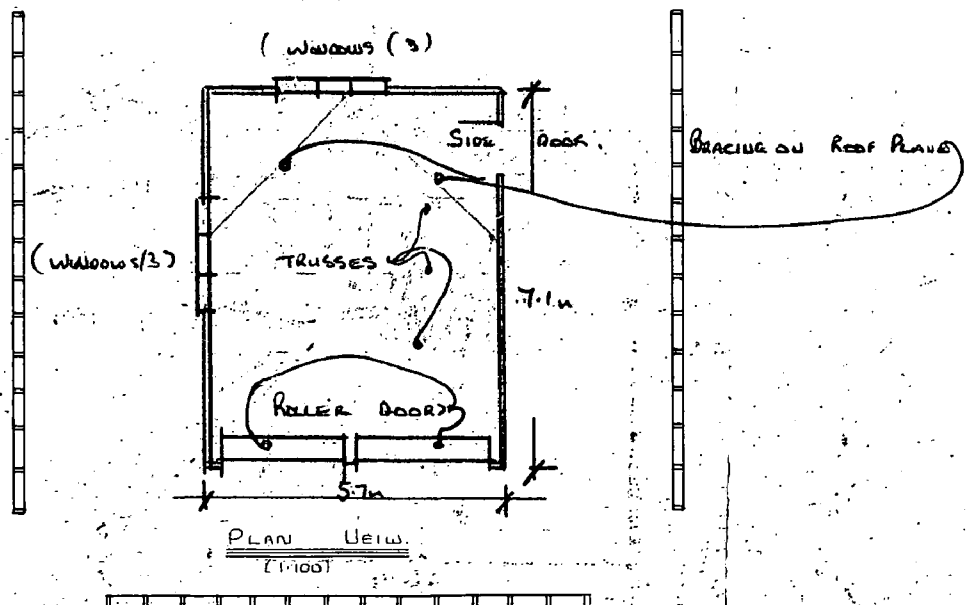 ( WINDOWS (3)
SIDE DOOR.
BRACING ON ROOF PLANE
(WINDOWS/3)
TRUSSES
7.1m
ROLLER DOORS
5.7m
PLAN VEIW.
(1:100)